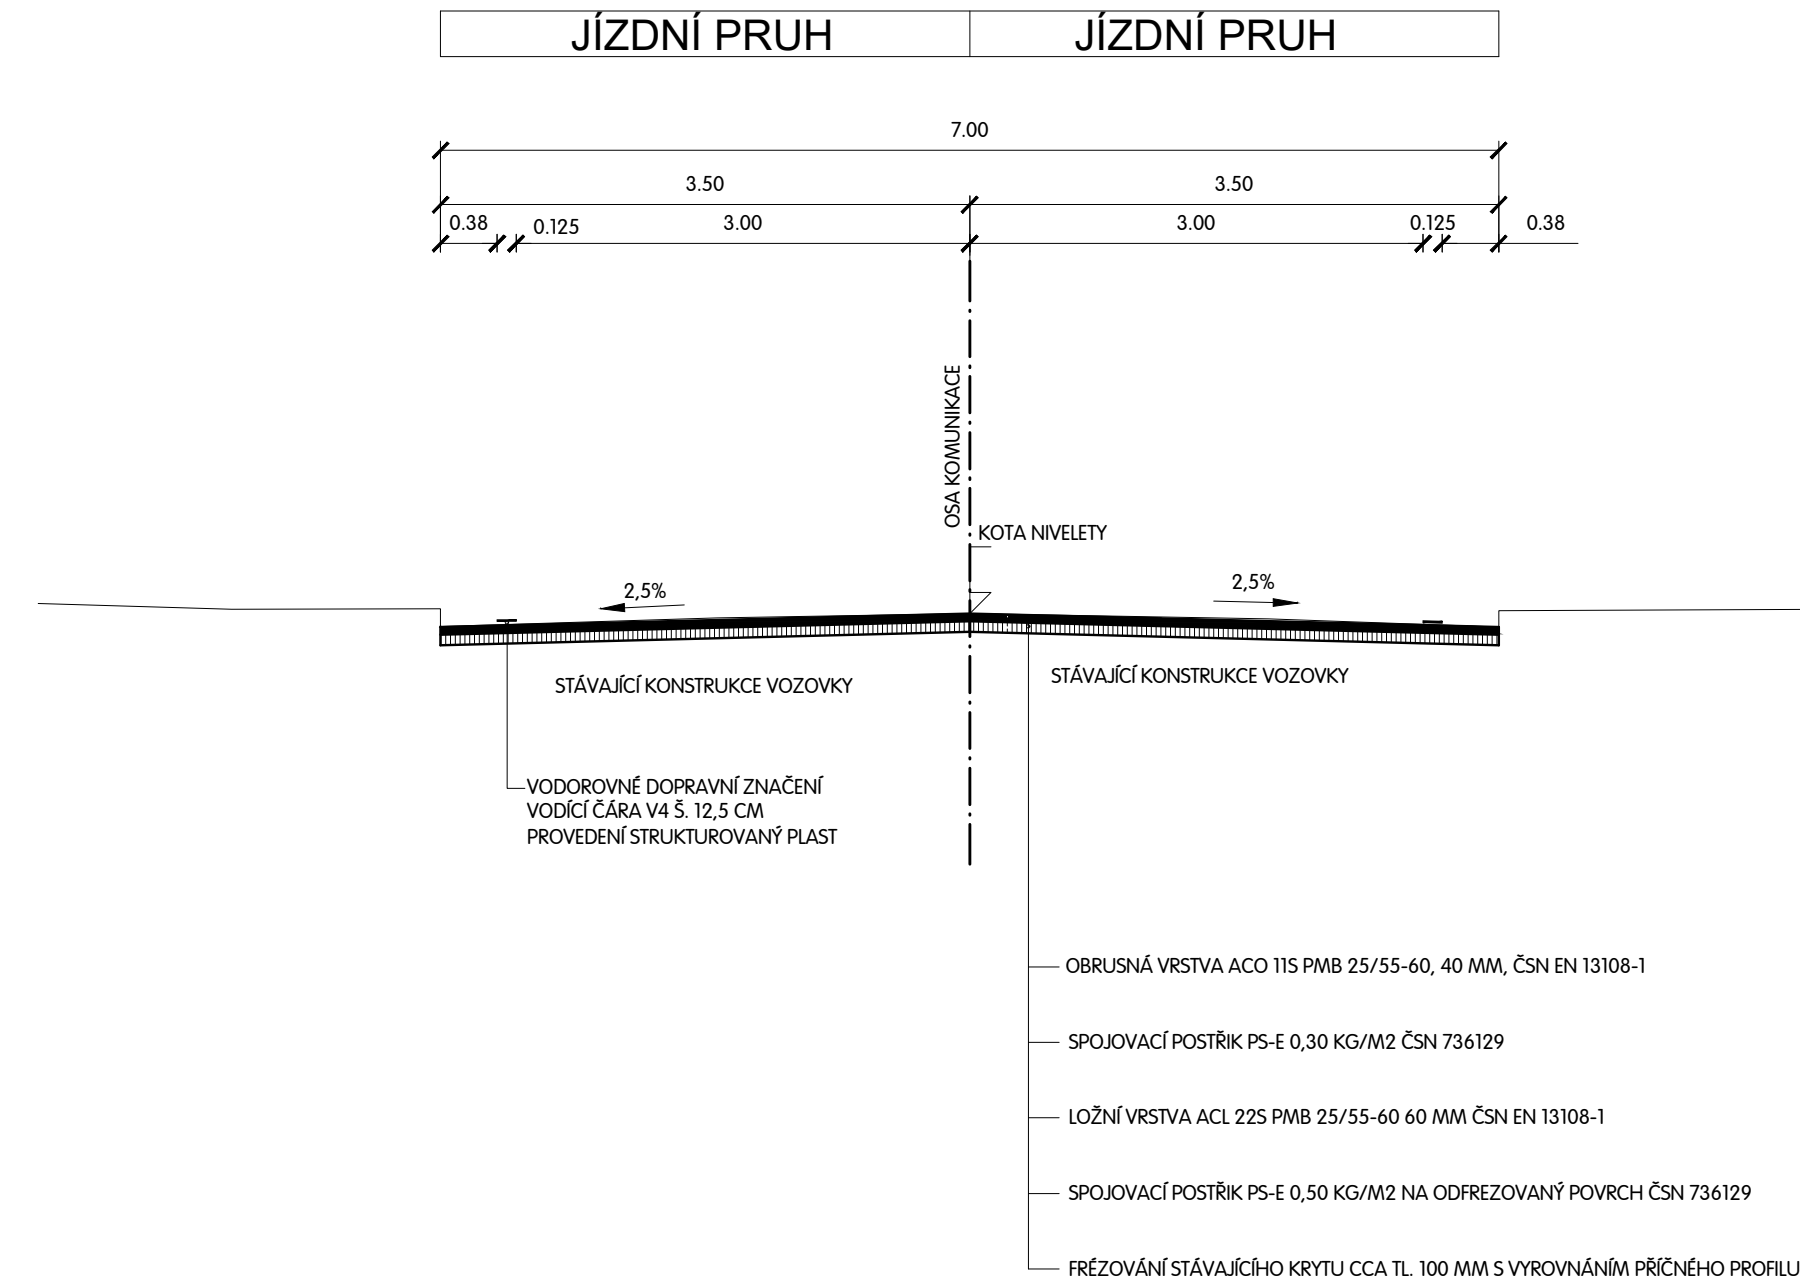 JÍZDNÍ PRUH JÍZDNÍ PRUH
7.00
3.50 3.50
0.38 0.125 3.00 3.00 0.125 0.38
OSA KOMUNIKACE
KOTA NIVELETY
2,5% 2,5%
STÁVAJÍCÍ KONSTRUKCE VOZOVKY STÁVAJÍCÍ KONSTRUKCE VOZOVKY
VODOROVNÉ DOPRAVNÍ ZNAČENÍ
VODÍCÍ ČÁRA V4 Š. 12,5 CM
PROVEDENÍ STRUKTUROVANÝ PLAST
OBRUSNÁ VRSTVA ACO 11S PMB 25/55-60, 40 MM, ČSN EN 13108-1
SPOJOVACÍ POSTŘIK PS-E 0,30 KG/M2 ČSN 736129
LOŽNÍ VRSTVA ACL 22S PMB 25/55-60 60 MM ČSN EN 13108-1
SPOJOVACÍ POSTŘIK PS-E 0,50 KG/M2 NA ODFREZOVANÝ POVRCH ČSN 736129
FRÉZOVÁNÍ STÁVAJÍCÍHO KRYTU CCA TL. 100 MM S VYROVNÁNÍM PŘÍČNÉHO PROFILU